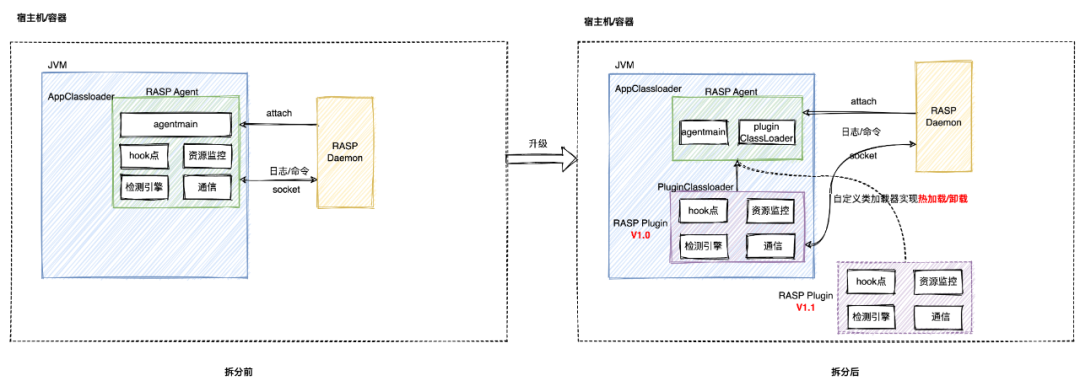 宿主机/容器
JVM
AppClassloader
RASP Agent
agentmain
hook点
资源监控
检测引擎
通信
attach
日志/命令
socket
RASP
Daemon
拆分前
升级
宿主机/容器
JVM
AppClassloader
RASP Agent
agentmain
plugin
ClassLoader
attach
日志/命令
socket
RASP
Daemon
PluginClassloader
自定义类加载器实现热加载/卸载
RASP Plugin
V1.0
hook点
资源监控
检测引擎
通信
RASP Plugin
V1.1
hook点
资源监控
检测引擎
通信
拆分后